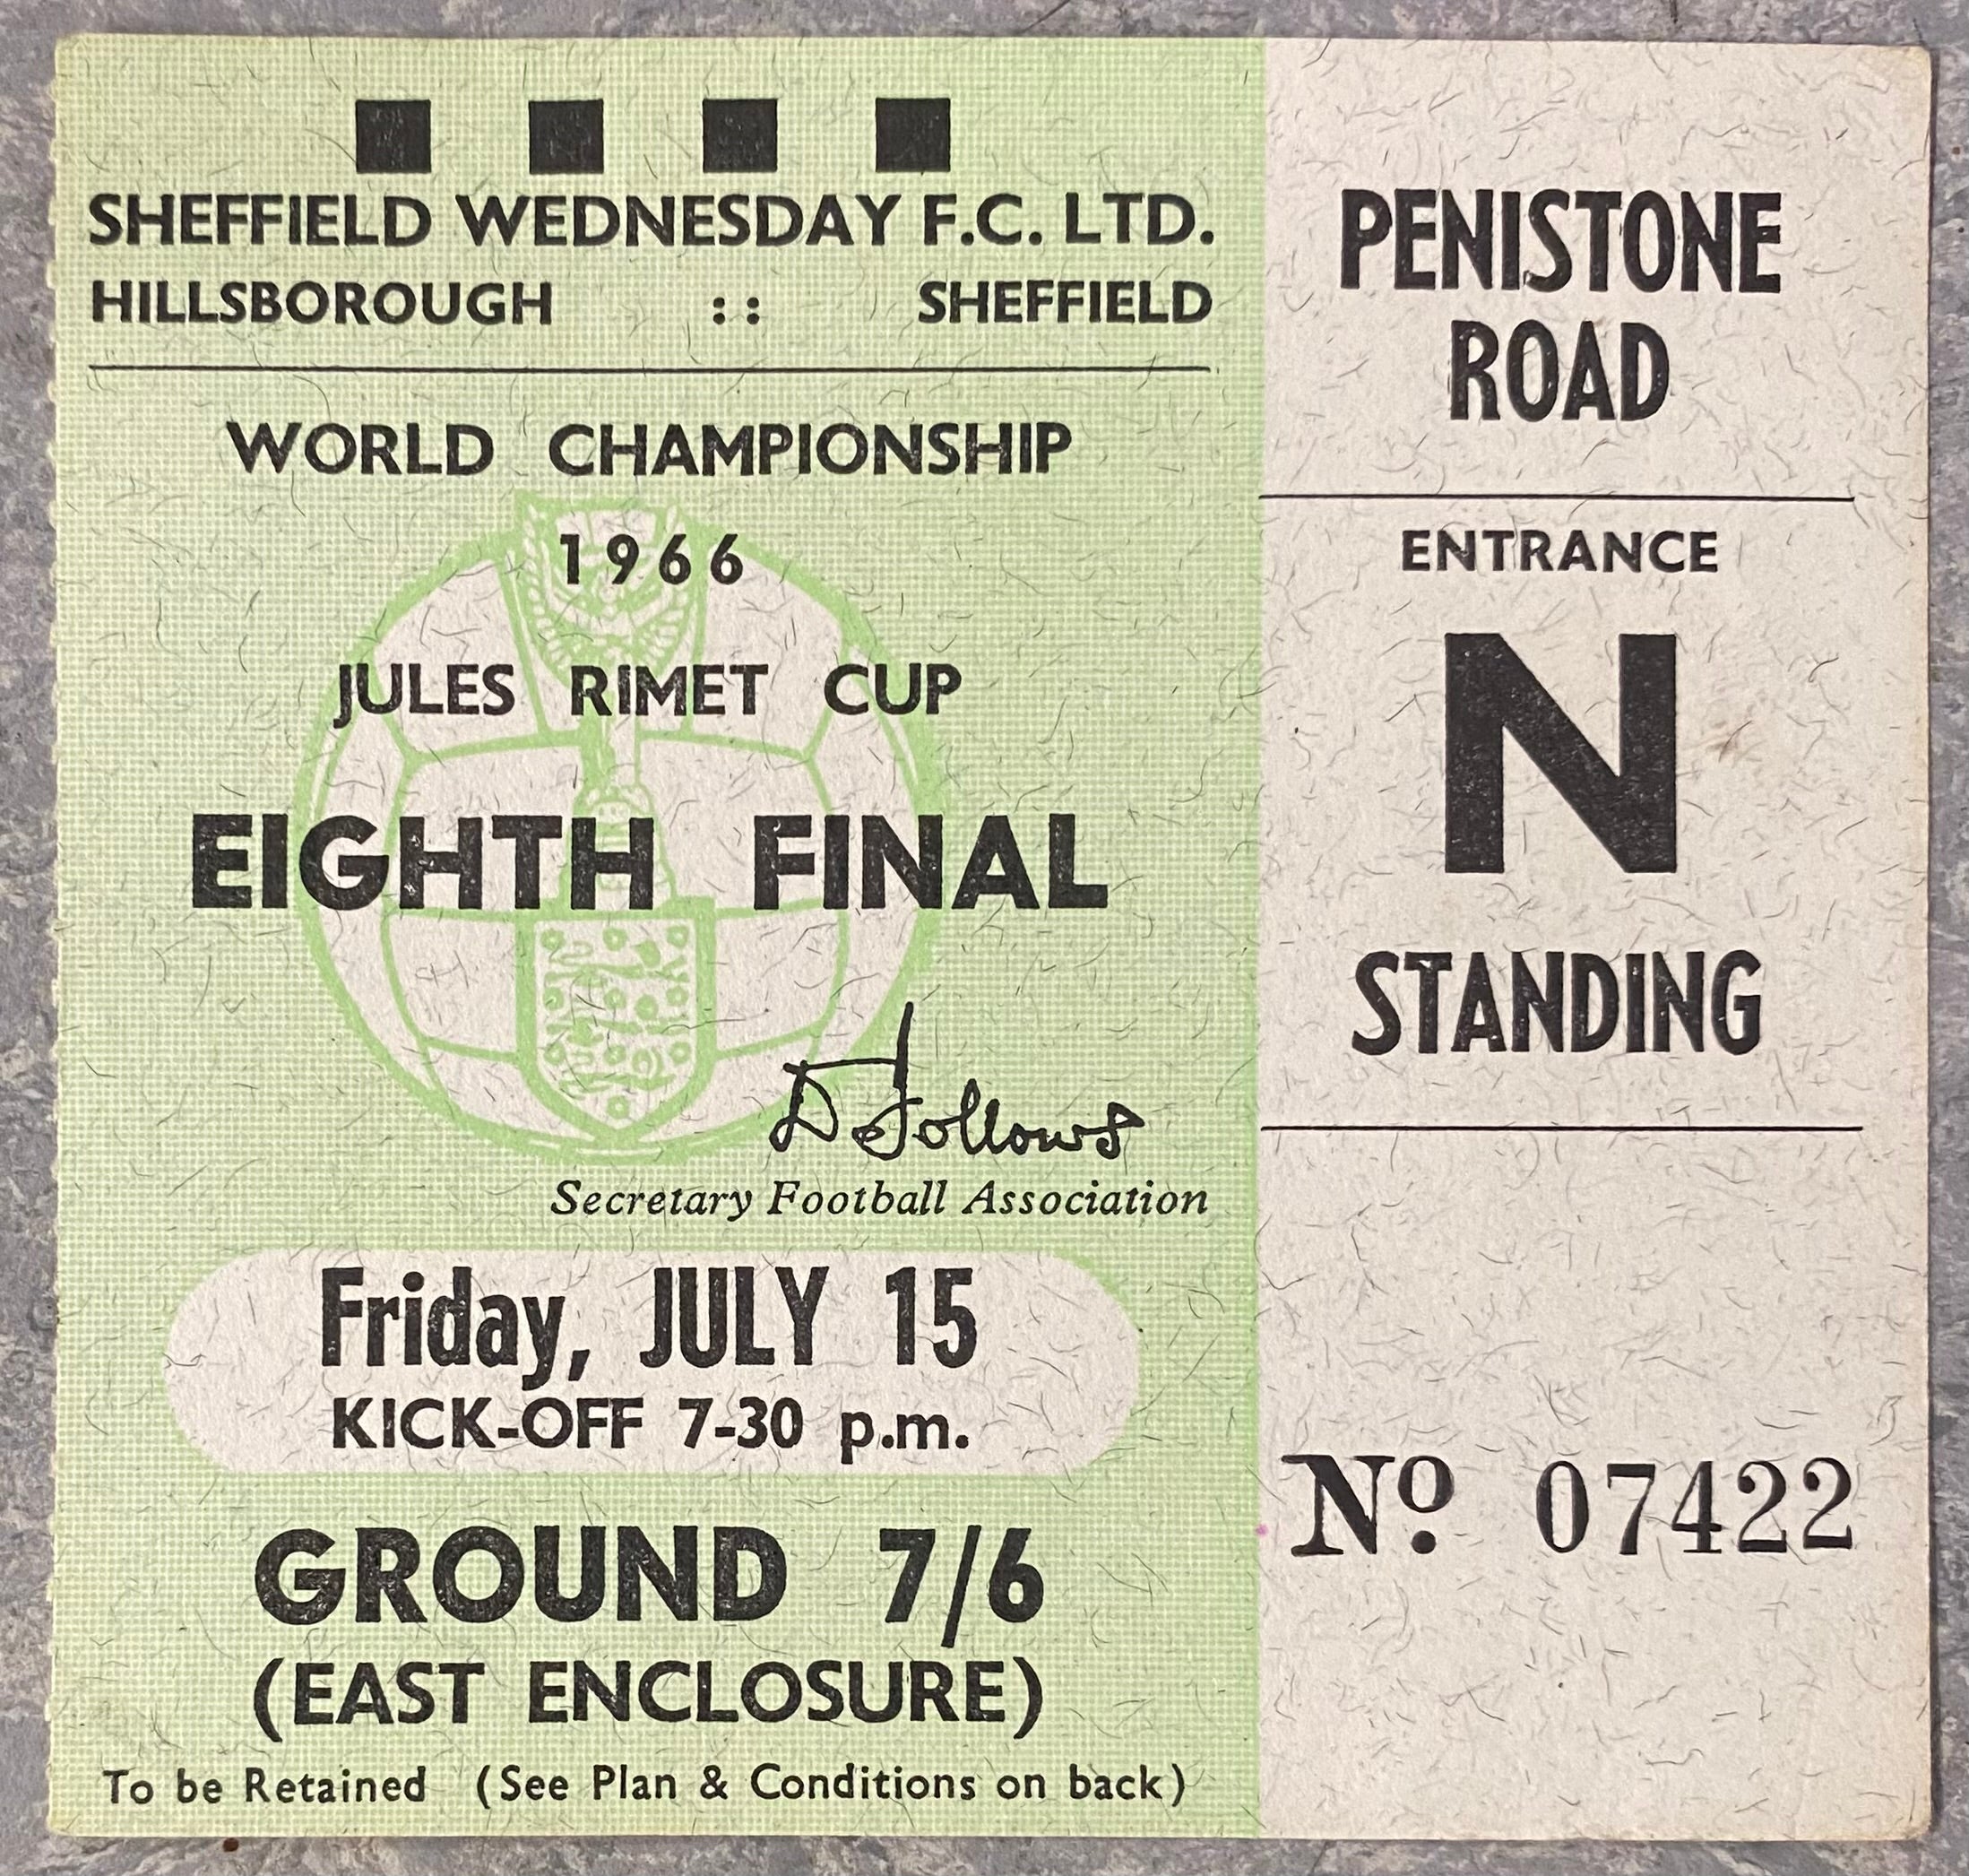 SHEFFIELD WEDNESDAY F.C. LTD.
HILLSBOROUGH :: SHEFFIELD
WORLD CHAMPIONSHIP
1966
JULES RIMET CUP
EIGHTH FINAL
D Follows
Secretary Football Association
Friday, JULY 15
KICK-OFF 7-30 p.m.
GROUND 7/6
(EAST ENCLOSURE)
To be Retained (See Plan & Conditions on back)
PENISTONE
ROAD
ENTRANCE
N
STANDING
Nº. 07422